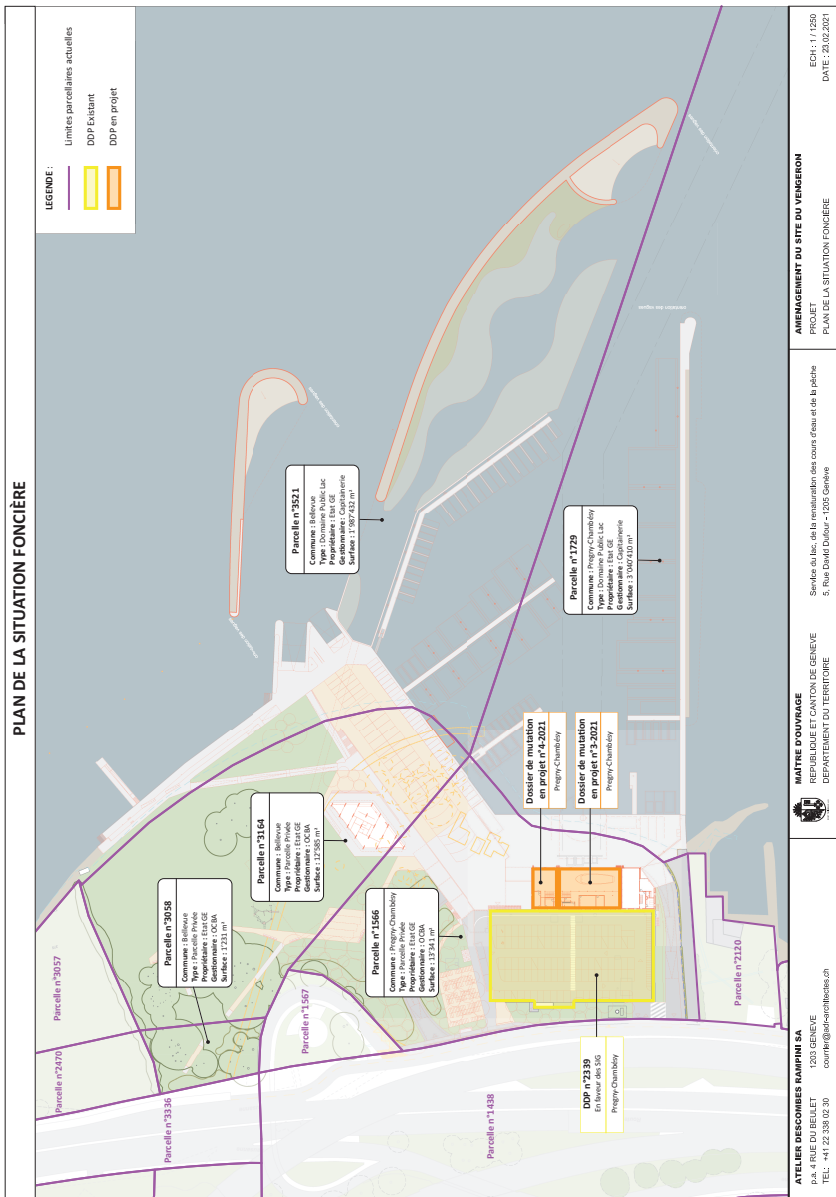 PLAN DE LA SITUATION FONCIÈRE
LEGENDE :
Limites parcellaires actuelles
DDP Existant
DDP en projet
Parcelle n°2470
Parcelle n°3057
Parcelle n°3336
Parcelle n°1567
Parcelle n°1438
Parcelle n°2120
Parcelle n°3058
Commune : Bellevue
Type : Parcelle Privée
Propriétaire : Etat GE
Gestionnaire : OCBA
Surface : 1'231 m²
Parcelle n°3164
Commune : Bellevue
Type : Parcelle Privée
Propriétaire : Etat GE
Gestionnaire : OCBA
Surface : 12'585 m²
Parcelle n°1566
Commune : Pregny-Chambésy
Type : Parcelle Privée
Propriétaire : Etat GE
Gestionnaire : OCBA
Surface : 13'341 m²
Parcelle n°3521
Commune : Bellevue
Type : Domaine Public Lac
Propriétaire : Etat GE
Gestionnaire : Capitainerie
Surface : 1'987'432 m²
Parcelle n°1729
Commune : Pregny-Chambésy
Type : Domaine Public Lac
Propriétaire : Etat GE
Gestionnaire : Capitainerie
Surface : 3'040'410 m²
Dossier de mutation
en projet n°4-2021
Pregny-Chambésy
Dossier de mutation
en projet n°3-2021
Pregny-Chambésy
DDP n°2339
En faveur des SIG
Pregny-Chambésy
ATELIER DESCOMBES RAMPINI SA
p.a. 4 RUE DU BEULET 1203 GENEVE
TEL : +41 22 338 02 30 courrier@adr-architectes.ch
MAÎTRE D'OUVRAGE
REPUBLIQUE ET CANTON DE GENEVE
DEPARTEMENT DU TERRITOIRE
Service du lac, de la renaturation des cours d'eau et de la pêche
5, Rue David Dufour - 1205 Genève
AMENAGEMENT DU SITE DU VENGERON
PROJET
PLAN DE LA SITUATION FONCIÈRE
ECH : 1 / 1250
DATE : 23.02.2021